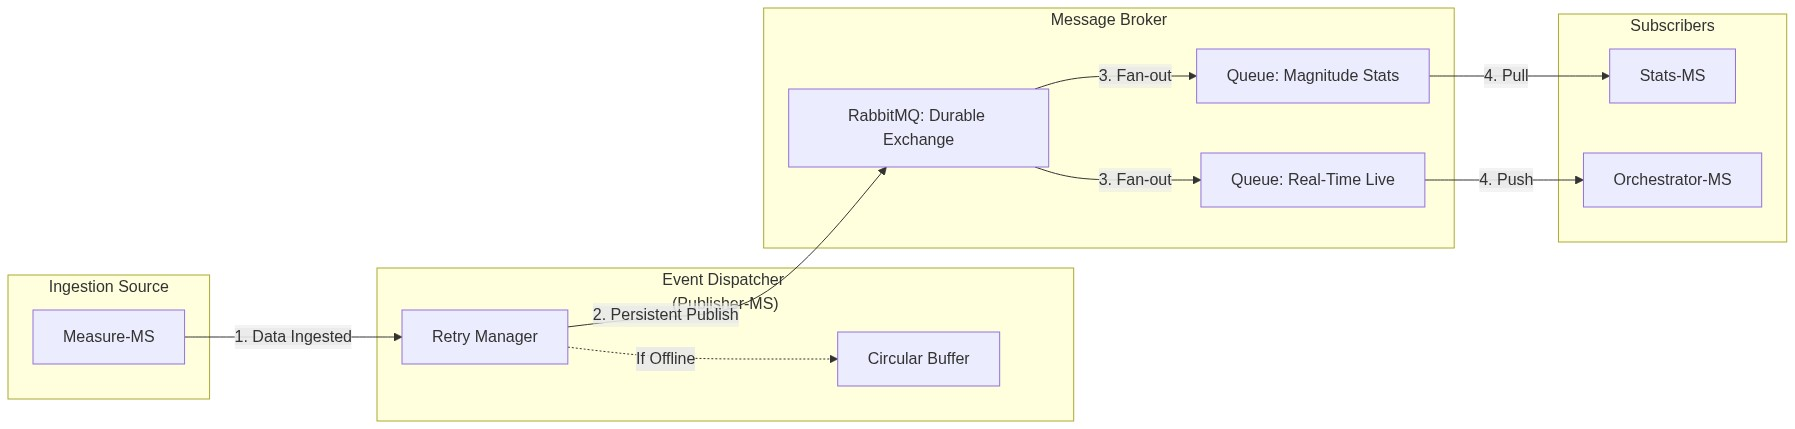 Ingestion Source
Measure-MS
1. Data Ingested
Event Dispatcher
(Publisher-MS)
Retry Manager
2. Persistent Publish
If Offline
Circular Buffer
Message Broker
RabbitMQ: Durable
Exchange
3. Fan-out
Queue: Magnitude Stats
3. Fan-out
Queue: Real-Time Live
4. Pull
4. Push
Subscribers
Stats-MS
Orchestrator-MS